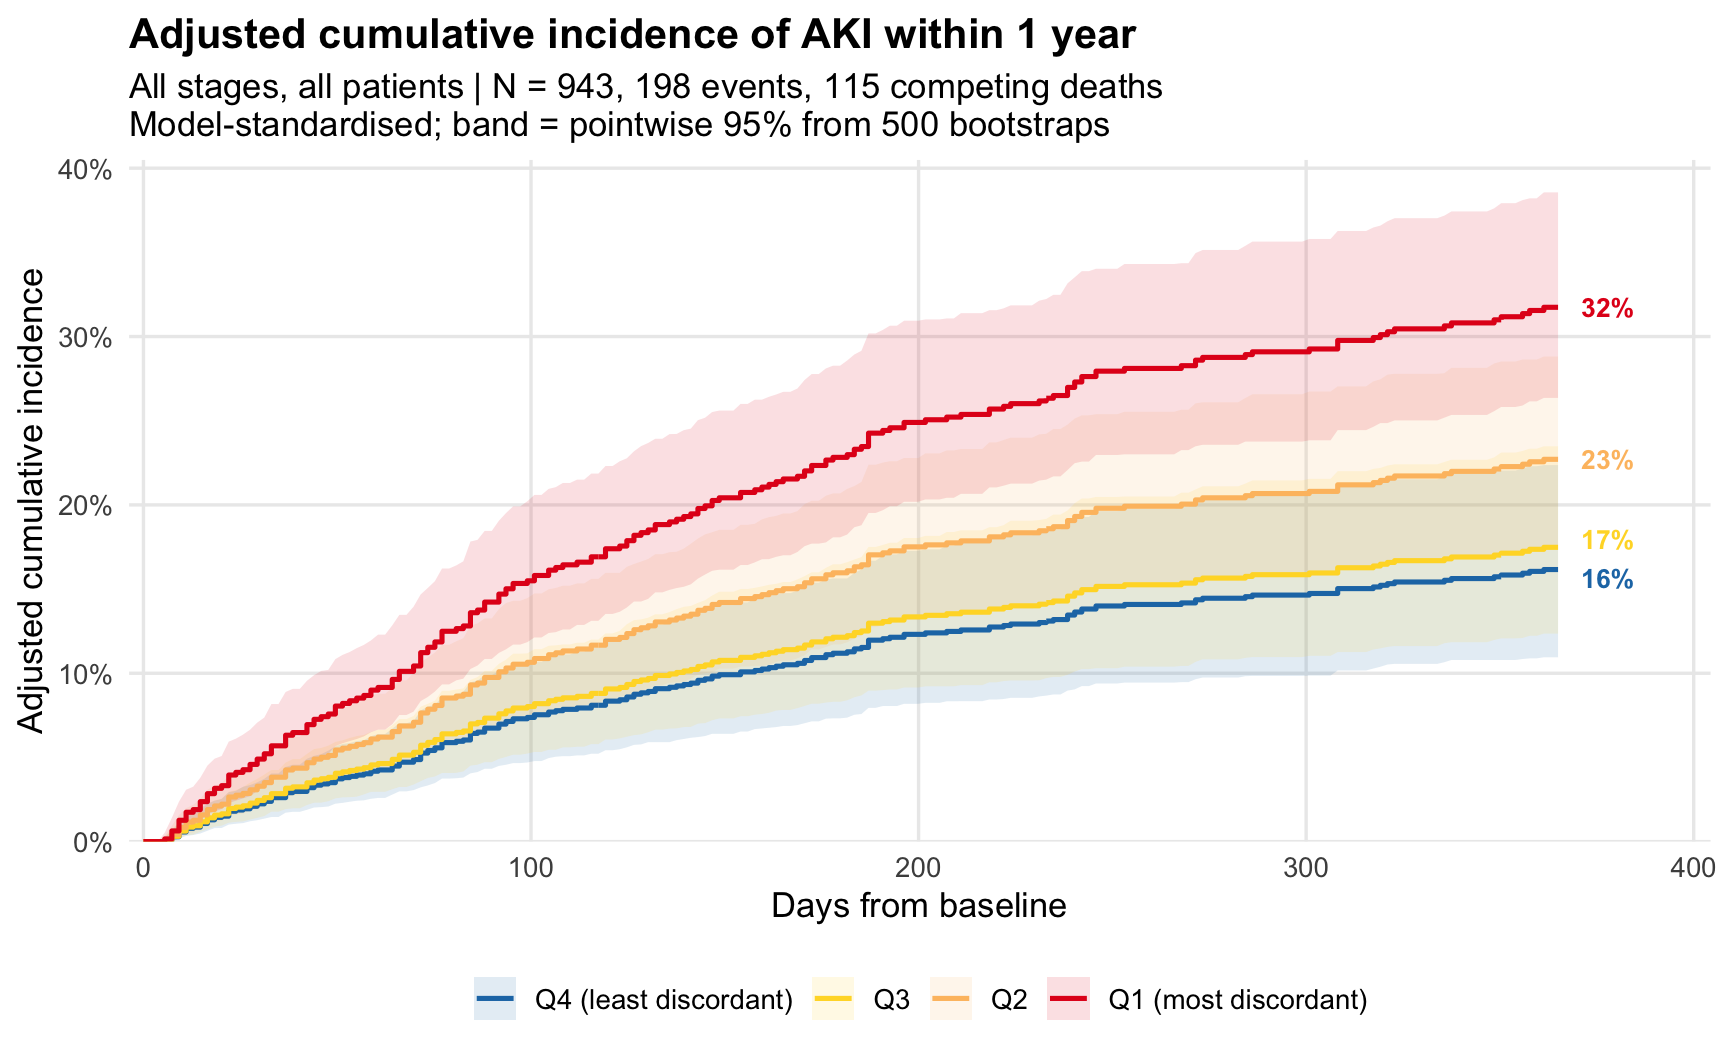 Adjusted cumulative incidence of AKI within 1 year
All stages, all patients | N = 943, 198 events, 115 competing deaths
Model-standardised; band = pointwise 95% from 500 bootstraps
Adjusted cumulative incidence
40%
30%
20%
10%
0%
32%
23%
17%
16%
0 100 200 300 400
Days from baseline
Q4 (least discordant) Q3 Q2 Q1 (most discordant)